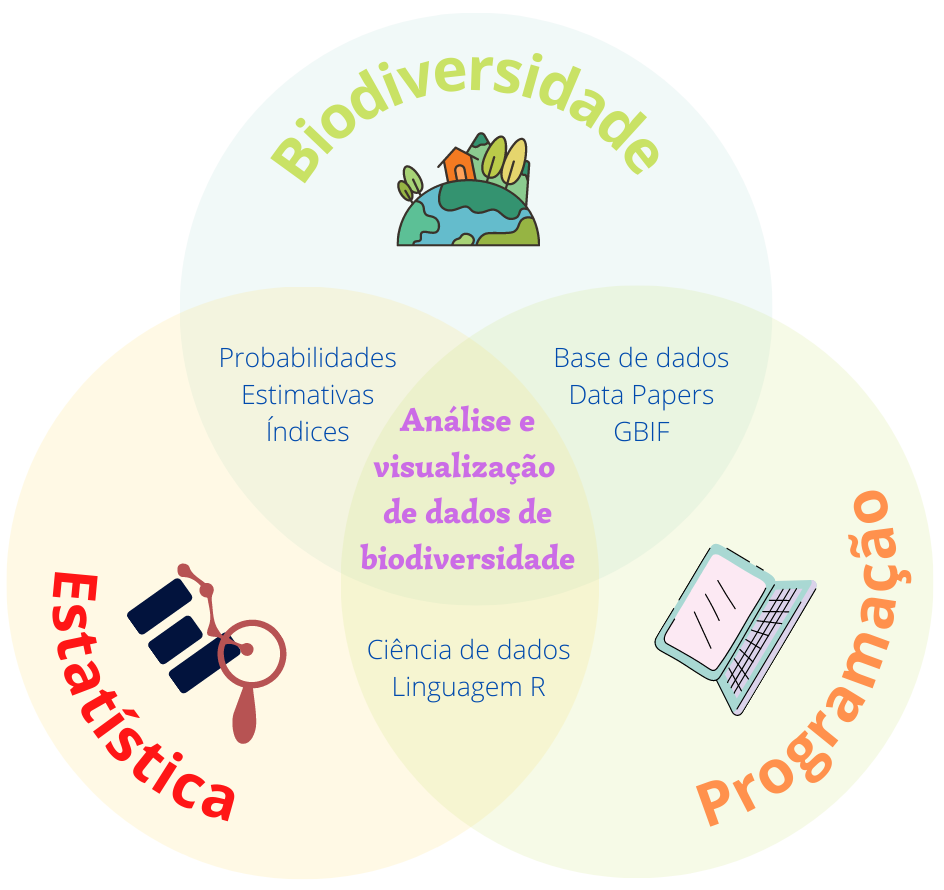 Biodiversidade
Probabilidades
Estimativas
Índices
Base de dados
Data Papers
GBIF
Análise e
visualização
de dados de
biodiversidade
Estatística
Programação
Ciência de dados
Linguagem R